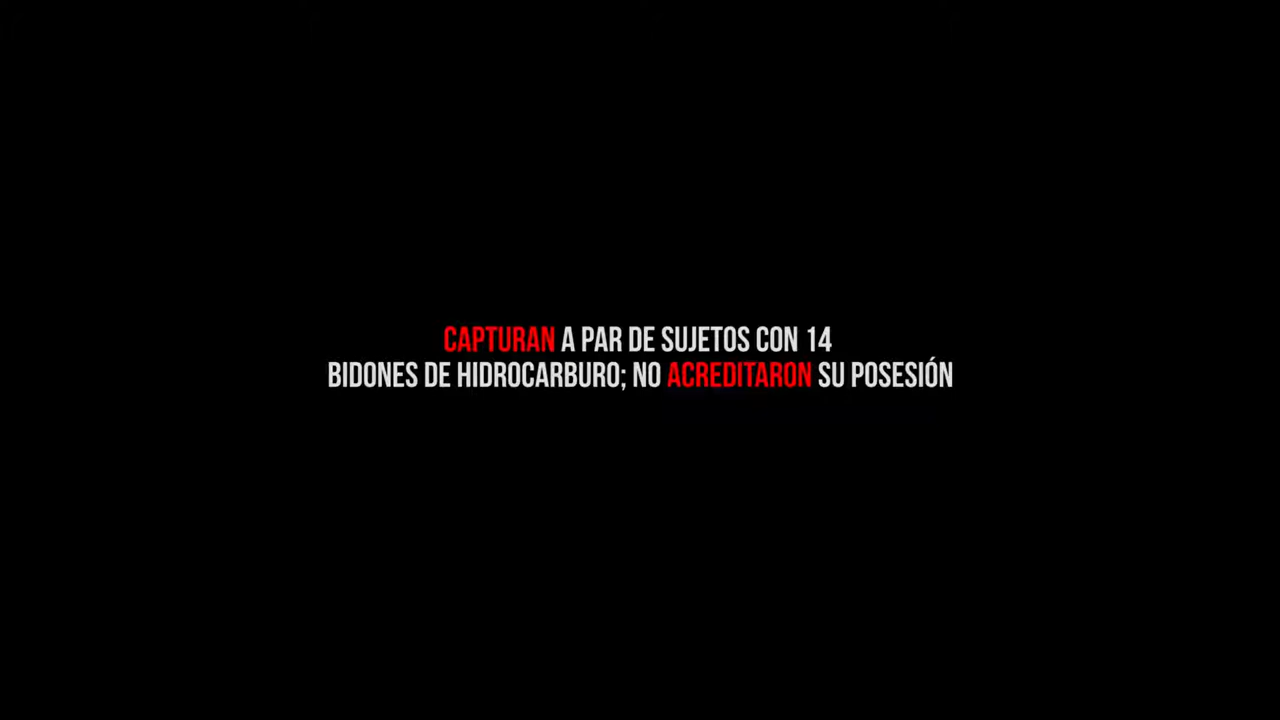 CAPTURAN A PAR DE SUJETOS CON 14
BIDONES DE HIDROCARBURO; NO ACREDITARON SU POSESIÓN